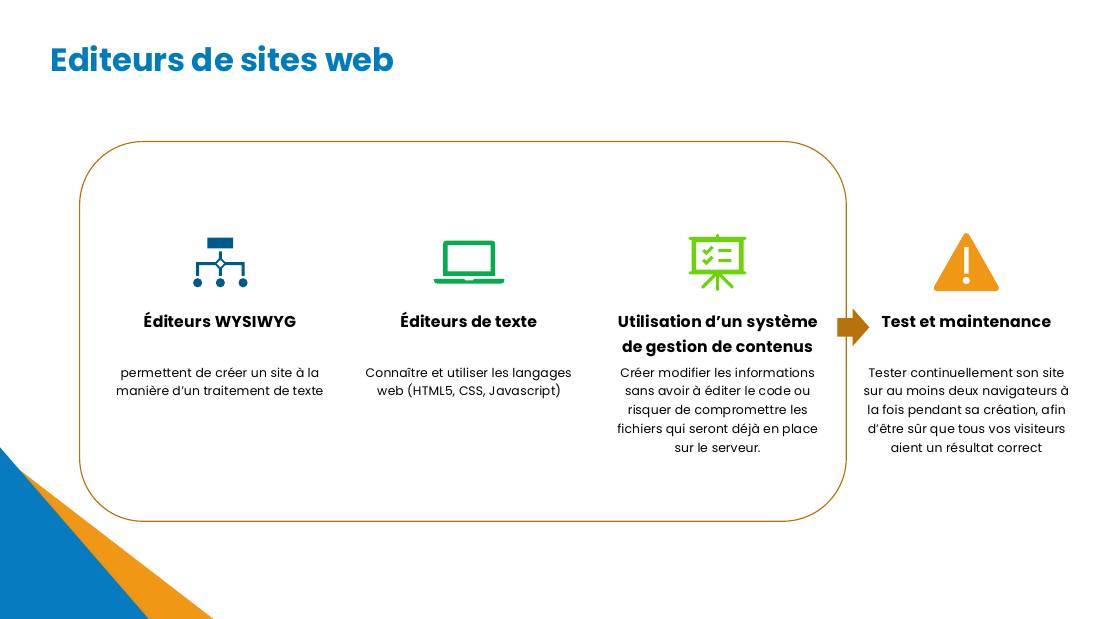 Editeurs de sites web
Éditeurs WYSIWYG
permettent de créer un site à la
manière d’un traitement de texte
Éditeurs de texte
Connaître et utiliser les langages
web (HTML5, CSS, Javascript)
Utilisation d’un système
de gestion de contenus
Créer modifier les informations
sans avoir à éditer le code ou
risquer de compromettre les
fichiers qui seront déjà en place
sur le serveur.
Test et maintenance
Tester continuellement son site
sur au moins deux navigateurs à
la fois pendant sa création, afin
d’être sûr que tous vos visiteurs
aient un résultat correct